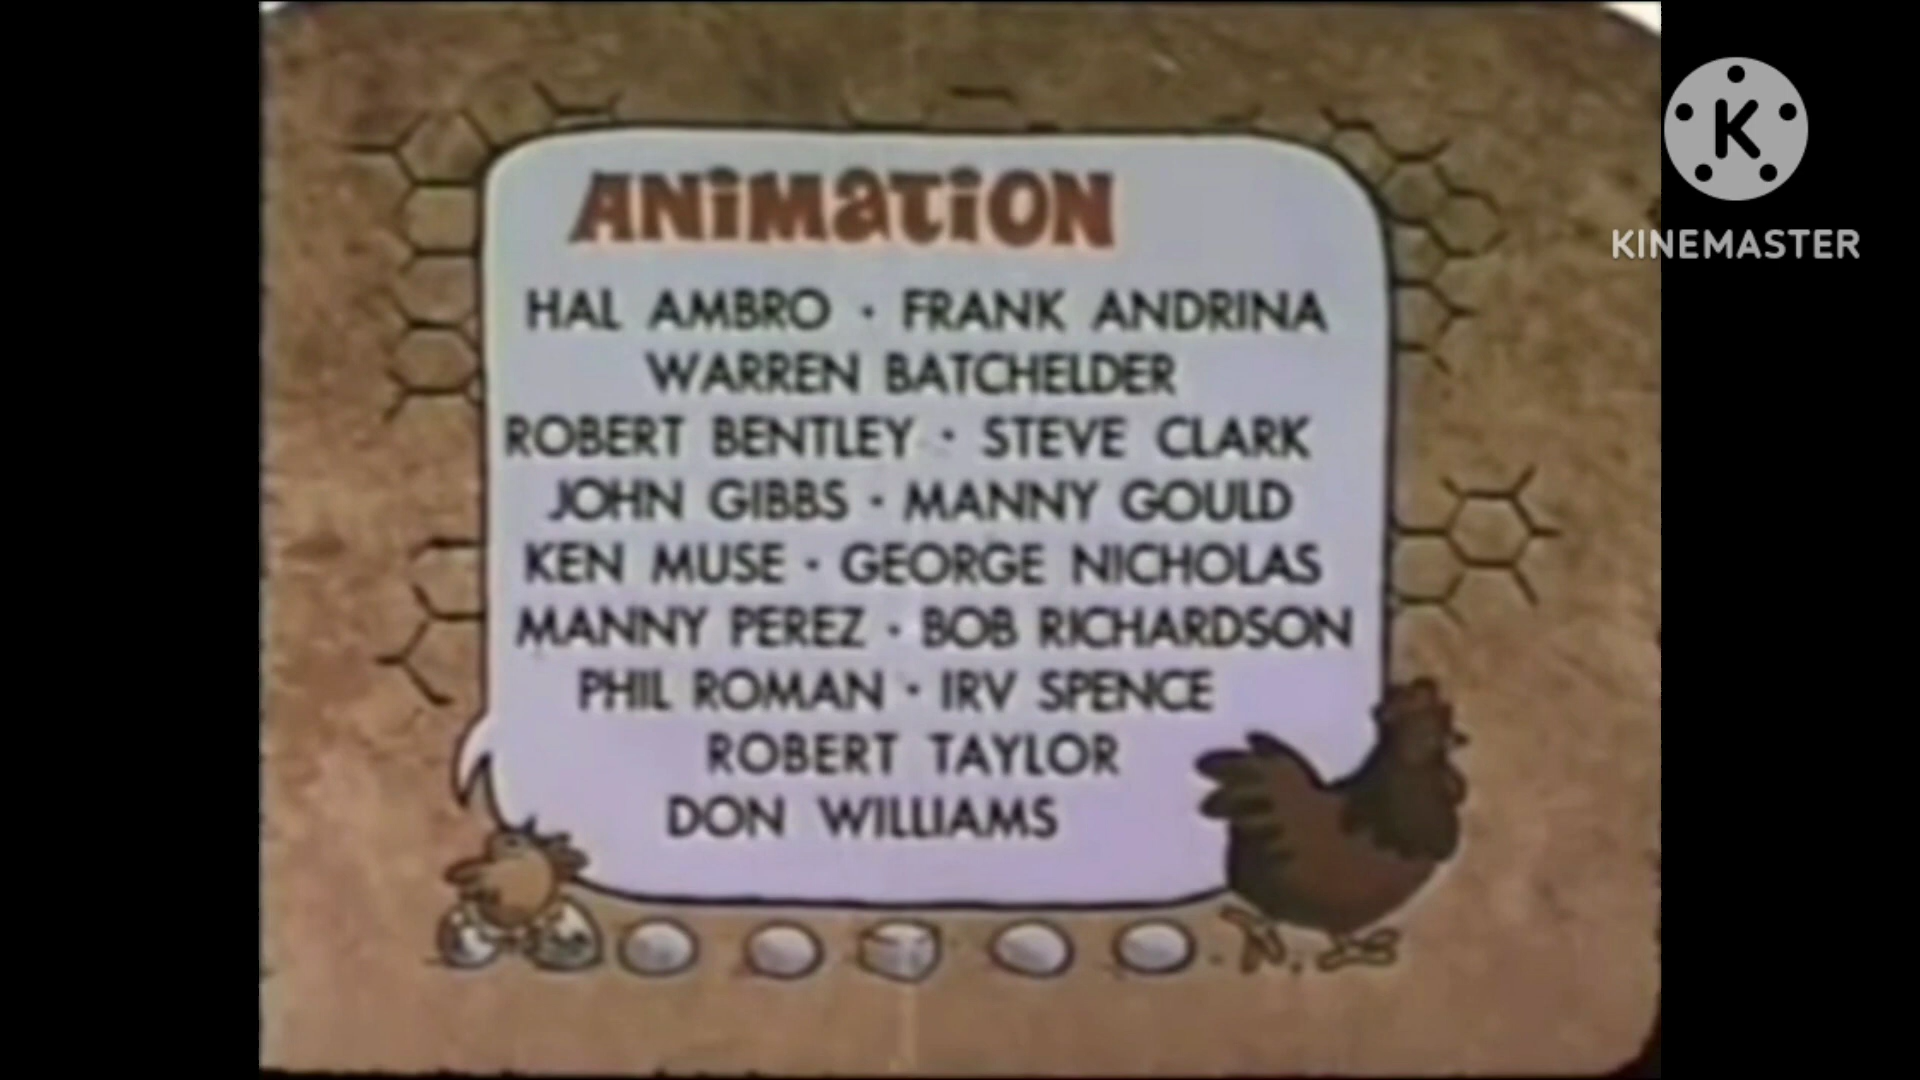 ANiMaTiON
HAL AMBRO · FRANK ANDRINA
WARREN BATCHELDER
ROBERT BENTLEY · STEVE CLARK
JOHN GIBBS · MANNY GOULD
KEN MUSE · GEORGE NICHOLAS
MANNY PEREZ · BOB RICHARDSON
PHIL ROMAN · IRV SPENCE
ROBERT TAYLOR
DON WILLIAMS
K
KINEMASTER